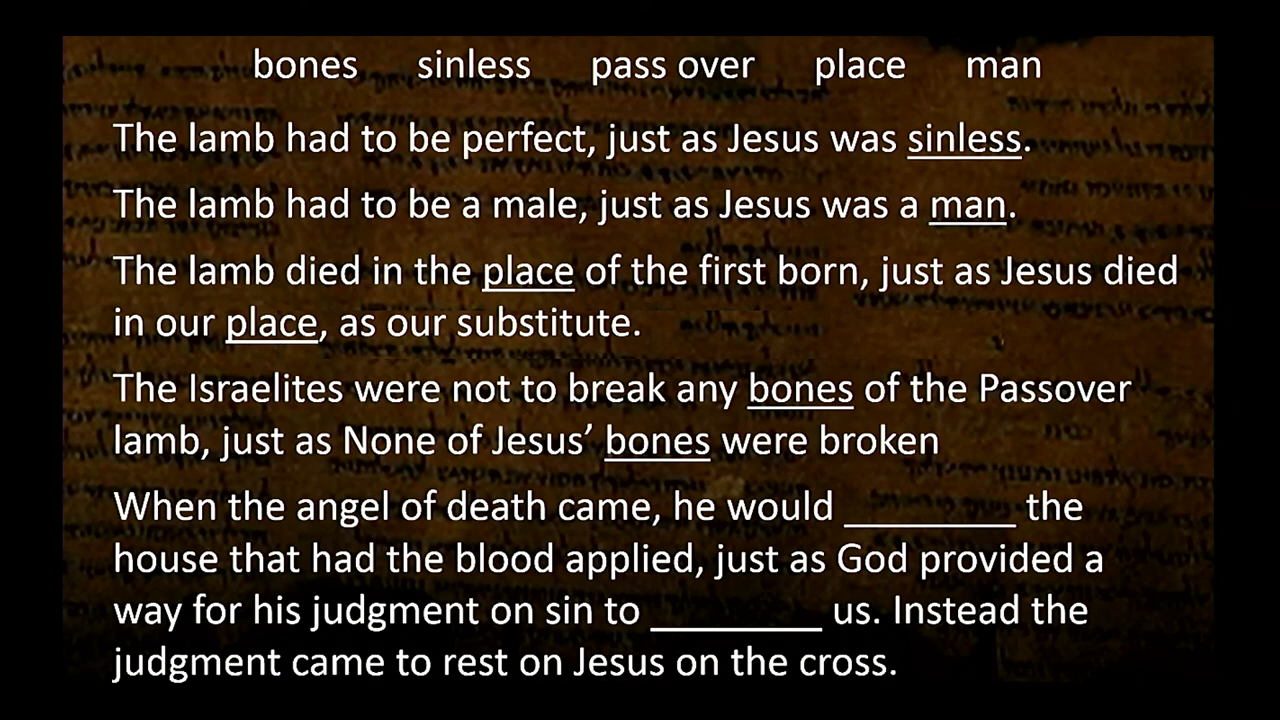 bones sinless pass over place man
The lamb had to be perfect, just as Jesus was sinless.
The lamb had to be a male, just as Jesus was a man.
The lamb died in the place of the first born, just as Jesus died
in our place, as our substitute.
The Israelites were not to break any bones of the Passover
lamb, just as None of Jesus’ bones were broken
When the angel of death came, he would ________ the
house that had the blood applied, just as God provided a
way for his judgment on sin to ________ us. Instead the
judgment came to rest on Jesus on the cross.